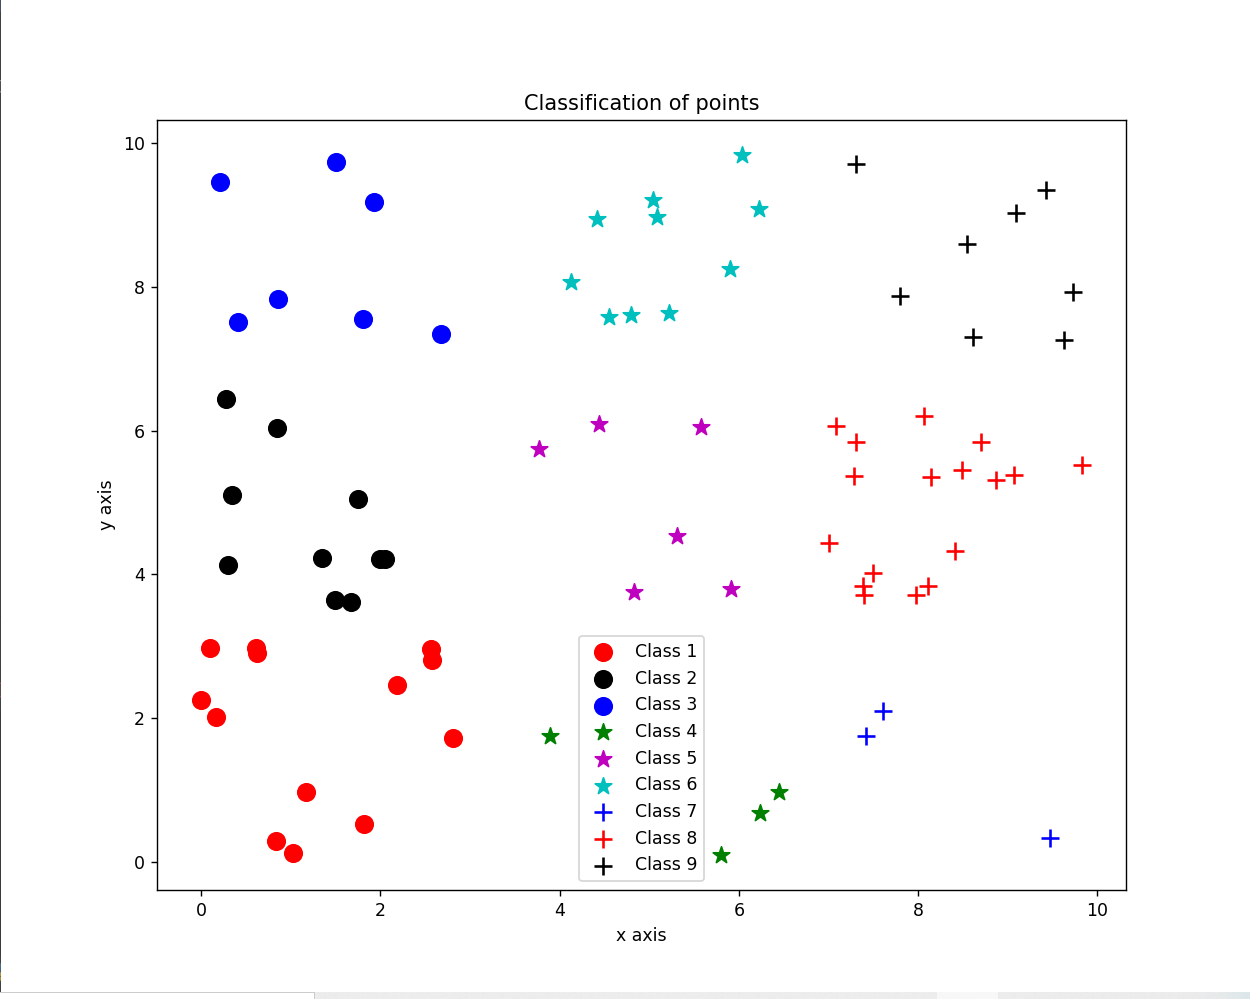 Classification of points
10
8
6
4
2
0
y axis
Class 1
Class 2
Class 3
Class 4
Class 5
Class 6
Class 7
Class 8
Class 9
0 2 4 6 8 10
x axis